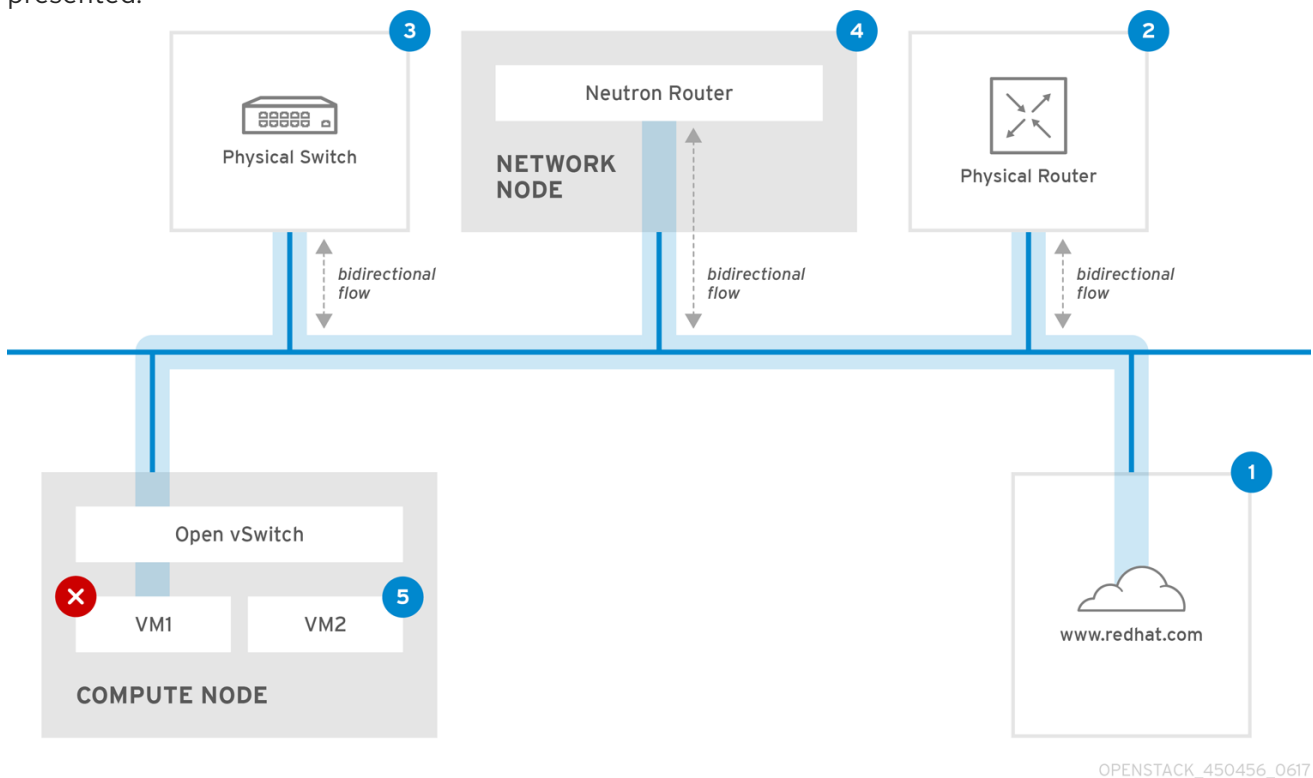 presented.
3
4
2
Neutron Router
Physical Switch
NETWORK
NODE
Physical Router
bidirectional
flow
bidirectional
flow
bidirectional
flow
1
Open vSwitch
5
VM1
VM2
www.redhat.com
COMPUTE NODE
OPENSTACK_450456_0617